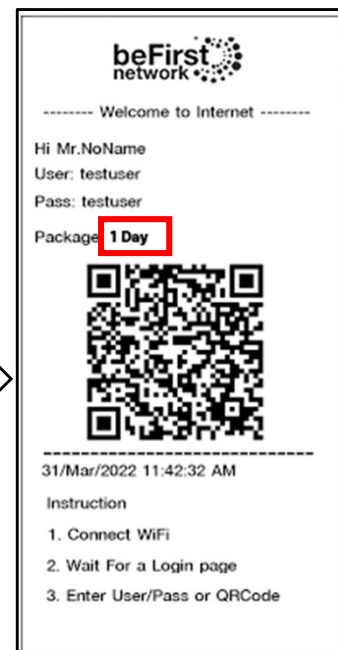 beFirst
network
-------- Welcome to Internet --------
Hi Mr.NoName
User: testuser
Pass: testuser
Package 1 Day
31/Mar/2022 11:42:32 AM
Instruction
1. Connect WiFi
2. Wait For a Login page
3. Enter User/Pass or QRCode